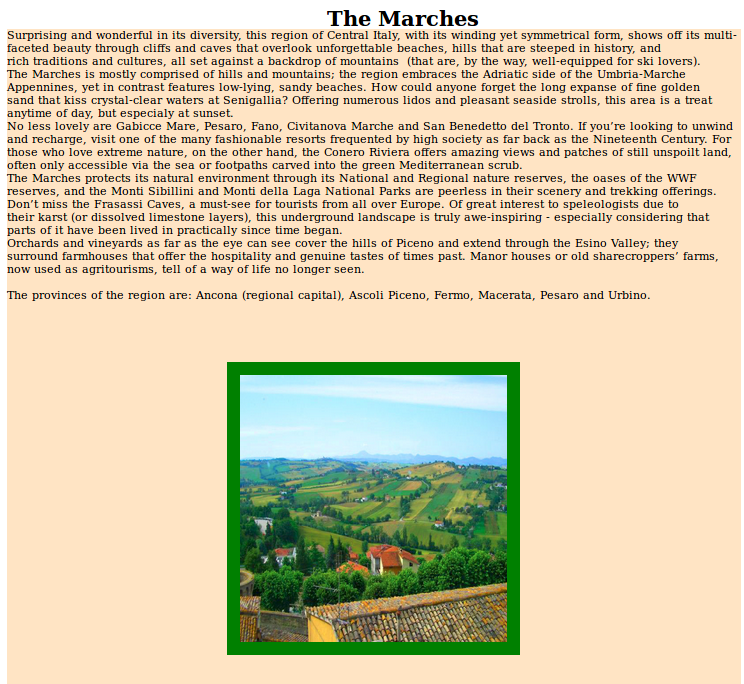 The Marches
Surprising and wonderful in its diversity, this region of Central Italy, with its winding yet symmetrical form, shows off its multi-
faceted beauty through cliffs and caves that overlook unforgettable beaches, hills that are steeped in history, and
rich traditions and cultures, all set against a backdrop of mountains  (that are, by the way, well-equipped for ski lovers).
The Marches is mostly comprised of hills and mountains; the region embraces the Adriatic side of the Umbria-Marche
Appennines, yet in contrast features low-lying, sandy beaches. How could anyone forget the long expanse of fine golden
sand that kiss crystal-clear waters at Senigallia? Offering numerous lidos and pleasant seaside strolls, this area is a treat
anytime of day, but especialy at sunset.
No less lovely are Gabicce Mare, Pesaro, Fano, Civitanova Marche and San Benedetto del Tronto. If you’re looking to unwind
and recharge, visit one of the many fashionable resorts frequented by high society as far back as the Nineteenth Century. For
those who love extreme nature, on the other hand, the Conero Riviera offers amazing views and patches of still unspoilt land,
often only accessible via the sea or footpaths carved into the green Mediterranean scrub.
The Marches protects its natural environment through its National and Regional nature reserves, the oases of the WWF
reserves, and the Monti Sibillini and Monti della Laga National Parks are peerless in their scenery and trekking offerings.
Don’t miss the Frasassi Caves, a must-see for tourists from all over Europe. Of great interest to speleologists due to
their karst (or dissolved limestone layers), this underground landscape is truly awe-inspiring - especially considering that
parts of it have been lived in practically since time began.
Orchards and vineyards as far as the eye can see cover the hills of Piceno and extend through the Esino Valley; they
surround farmhouses that offer the hospitality and genuine tastes of times past. Manor houses or old sharecroppers’ farms,
now used as agritourisms, tell of a way of life no longer seen.
The provinces of the region are: Ancona (regional capital), Ascoli Piceno, Fermo, Macerata, Pesaro and Urbino.